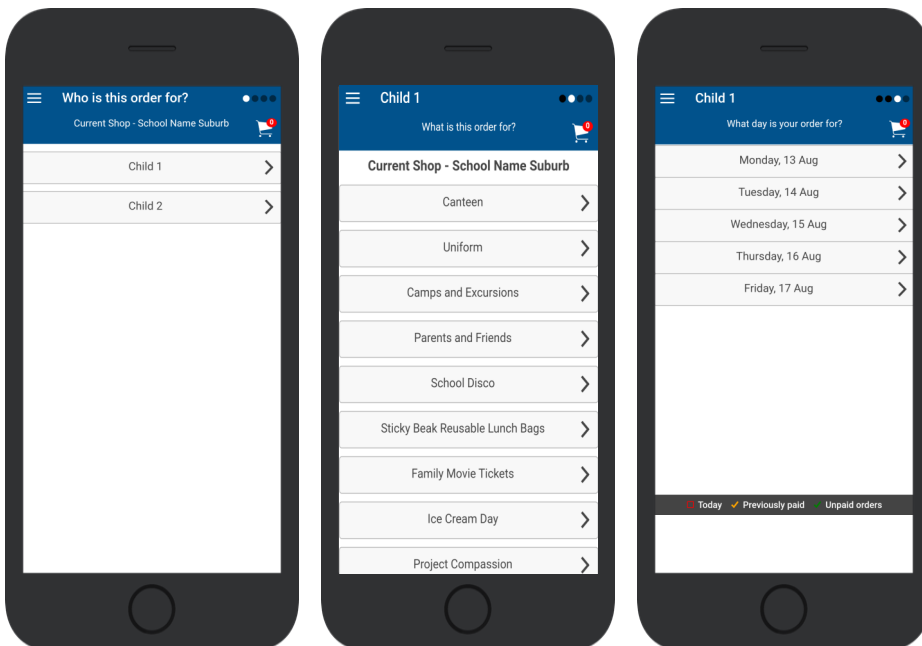 Who is this order for?
Current Shop - School Name Suburb
0
Child 1
Child 2
Child 1
What is this order for?
0
Current Shop - School Name Suburb
Canteen
Uniform
Camps and Excursions
Parents and Friends
School Disco
Sticky Beak Reusable Lunch Bags
Family Movie Tickets
Ice Cream Day
Project Compassion
Child 1
What day is your order for?
0
Monday, 13 Aug
Tuesday, 14 Aug
Wednesday, 15 Aug
Thursday, 16 Aug
Friday, 17 Aug
Today Previously paid Unpaid orders